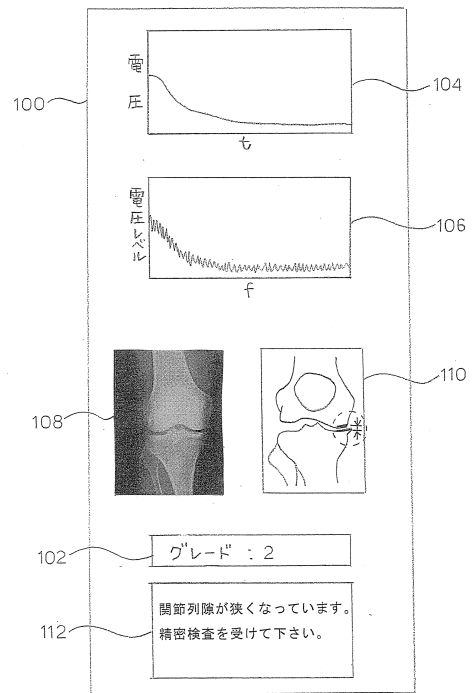 電圧
104
100
t
電圧レベル
106
f
110
108
102
グレード : 2
関節列隙が狭くなっています。
112
精密検査を受けて下さい。